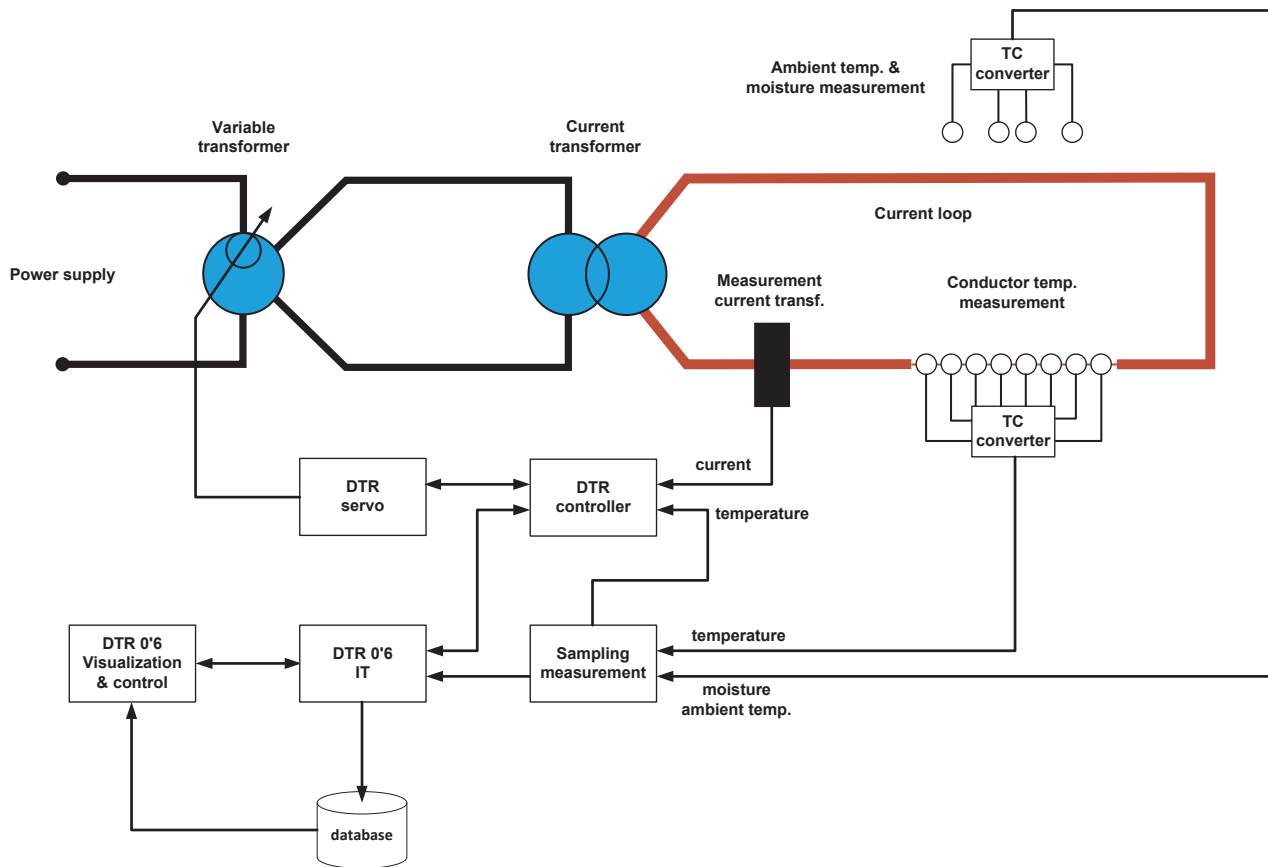 TC
converter
Ambient temp. &
moisture measurement
Variable
transformer
Current
transformer
Current loop
Power supply
Measurement
current transf.
Conductor temp.
measurement
TC
converter
current
DTR
servo
DTR
controller
temperature
DTR 0'6
Visualization
& control
DTR 0'6
IT
Sampling
measurement
temperature
moisture
ambient temp.
database